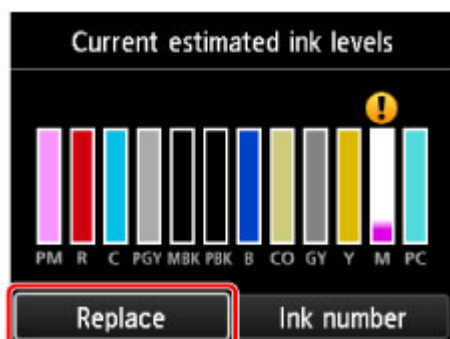 Current estimated ink levels
!
PM R C PGY MBK PBK B CO GY Y M PC
Replace Ink number